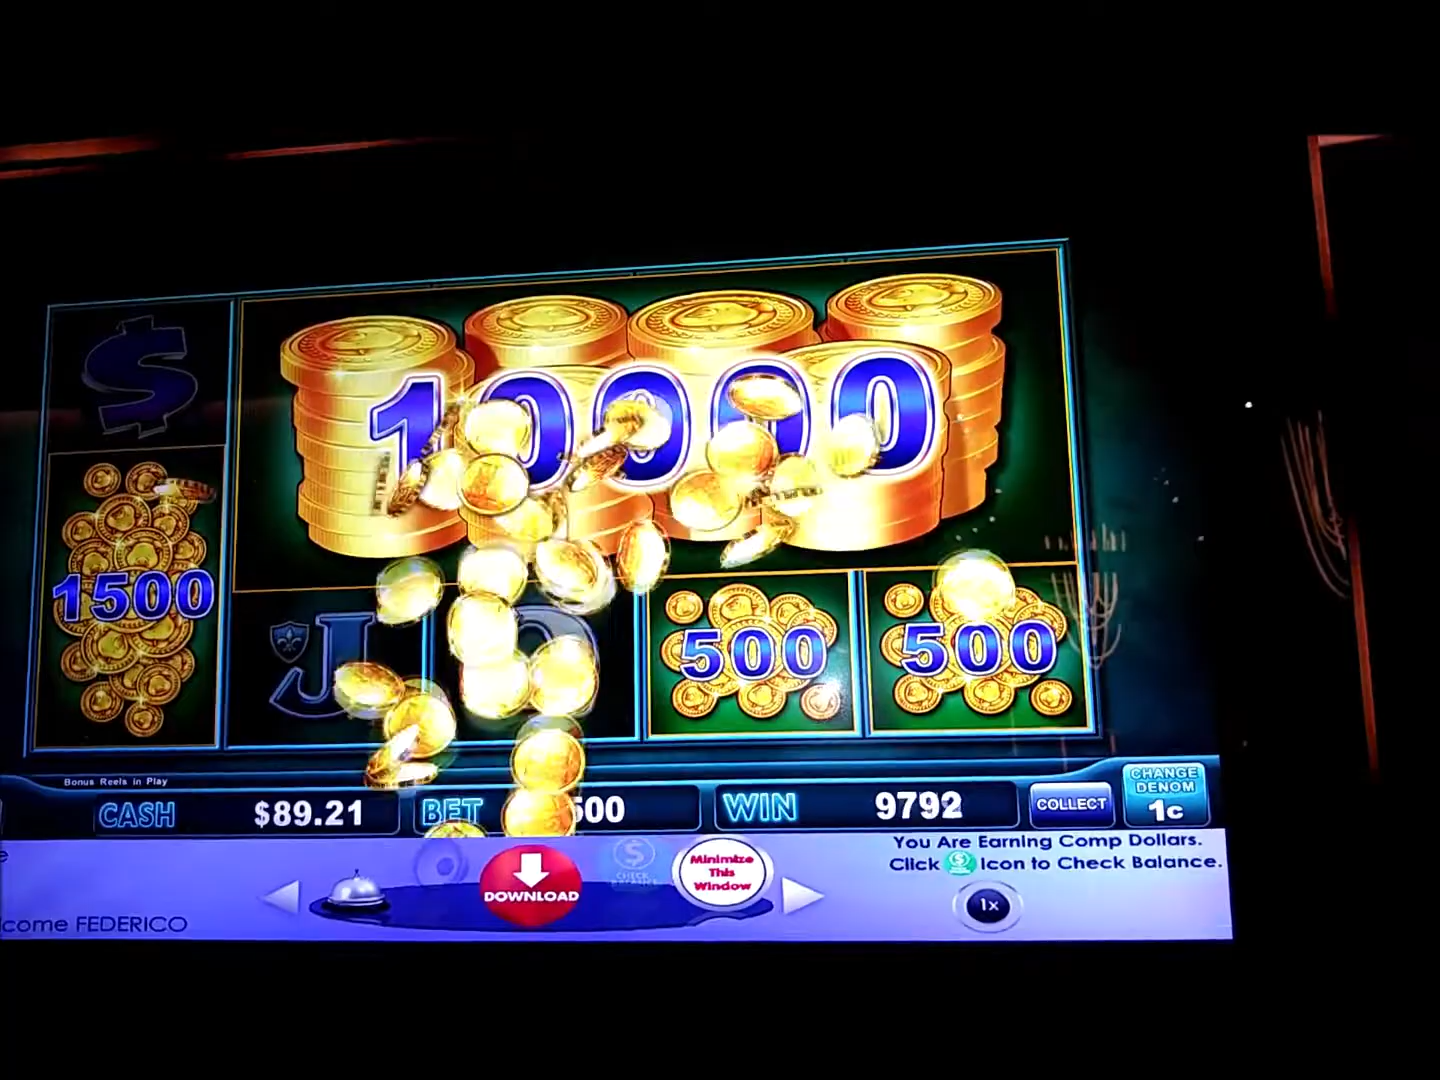 $
10000
1500
J
500
500
Bonus Reels in Play
CASH
$89.21
BET
500
WIN
9792
COLLECT
CHANGE
DENOM
1c
You Are Earning Comp Dollars.
Click $ Icon to Check Balance.
DOWNLOAD
$
CHECK
BALANCE
Minimize
This
Window
1x
come FEDERICO